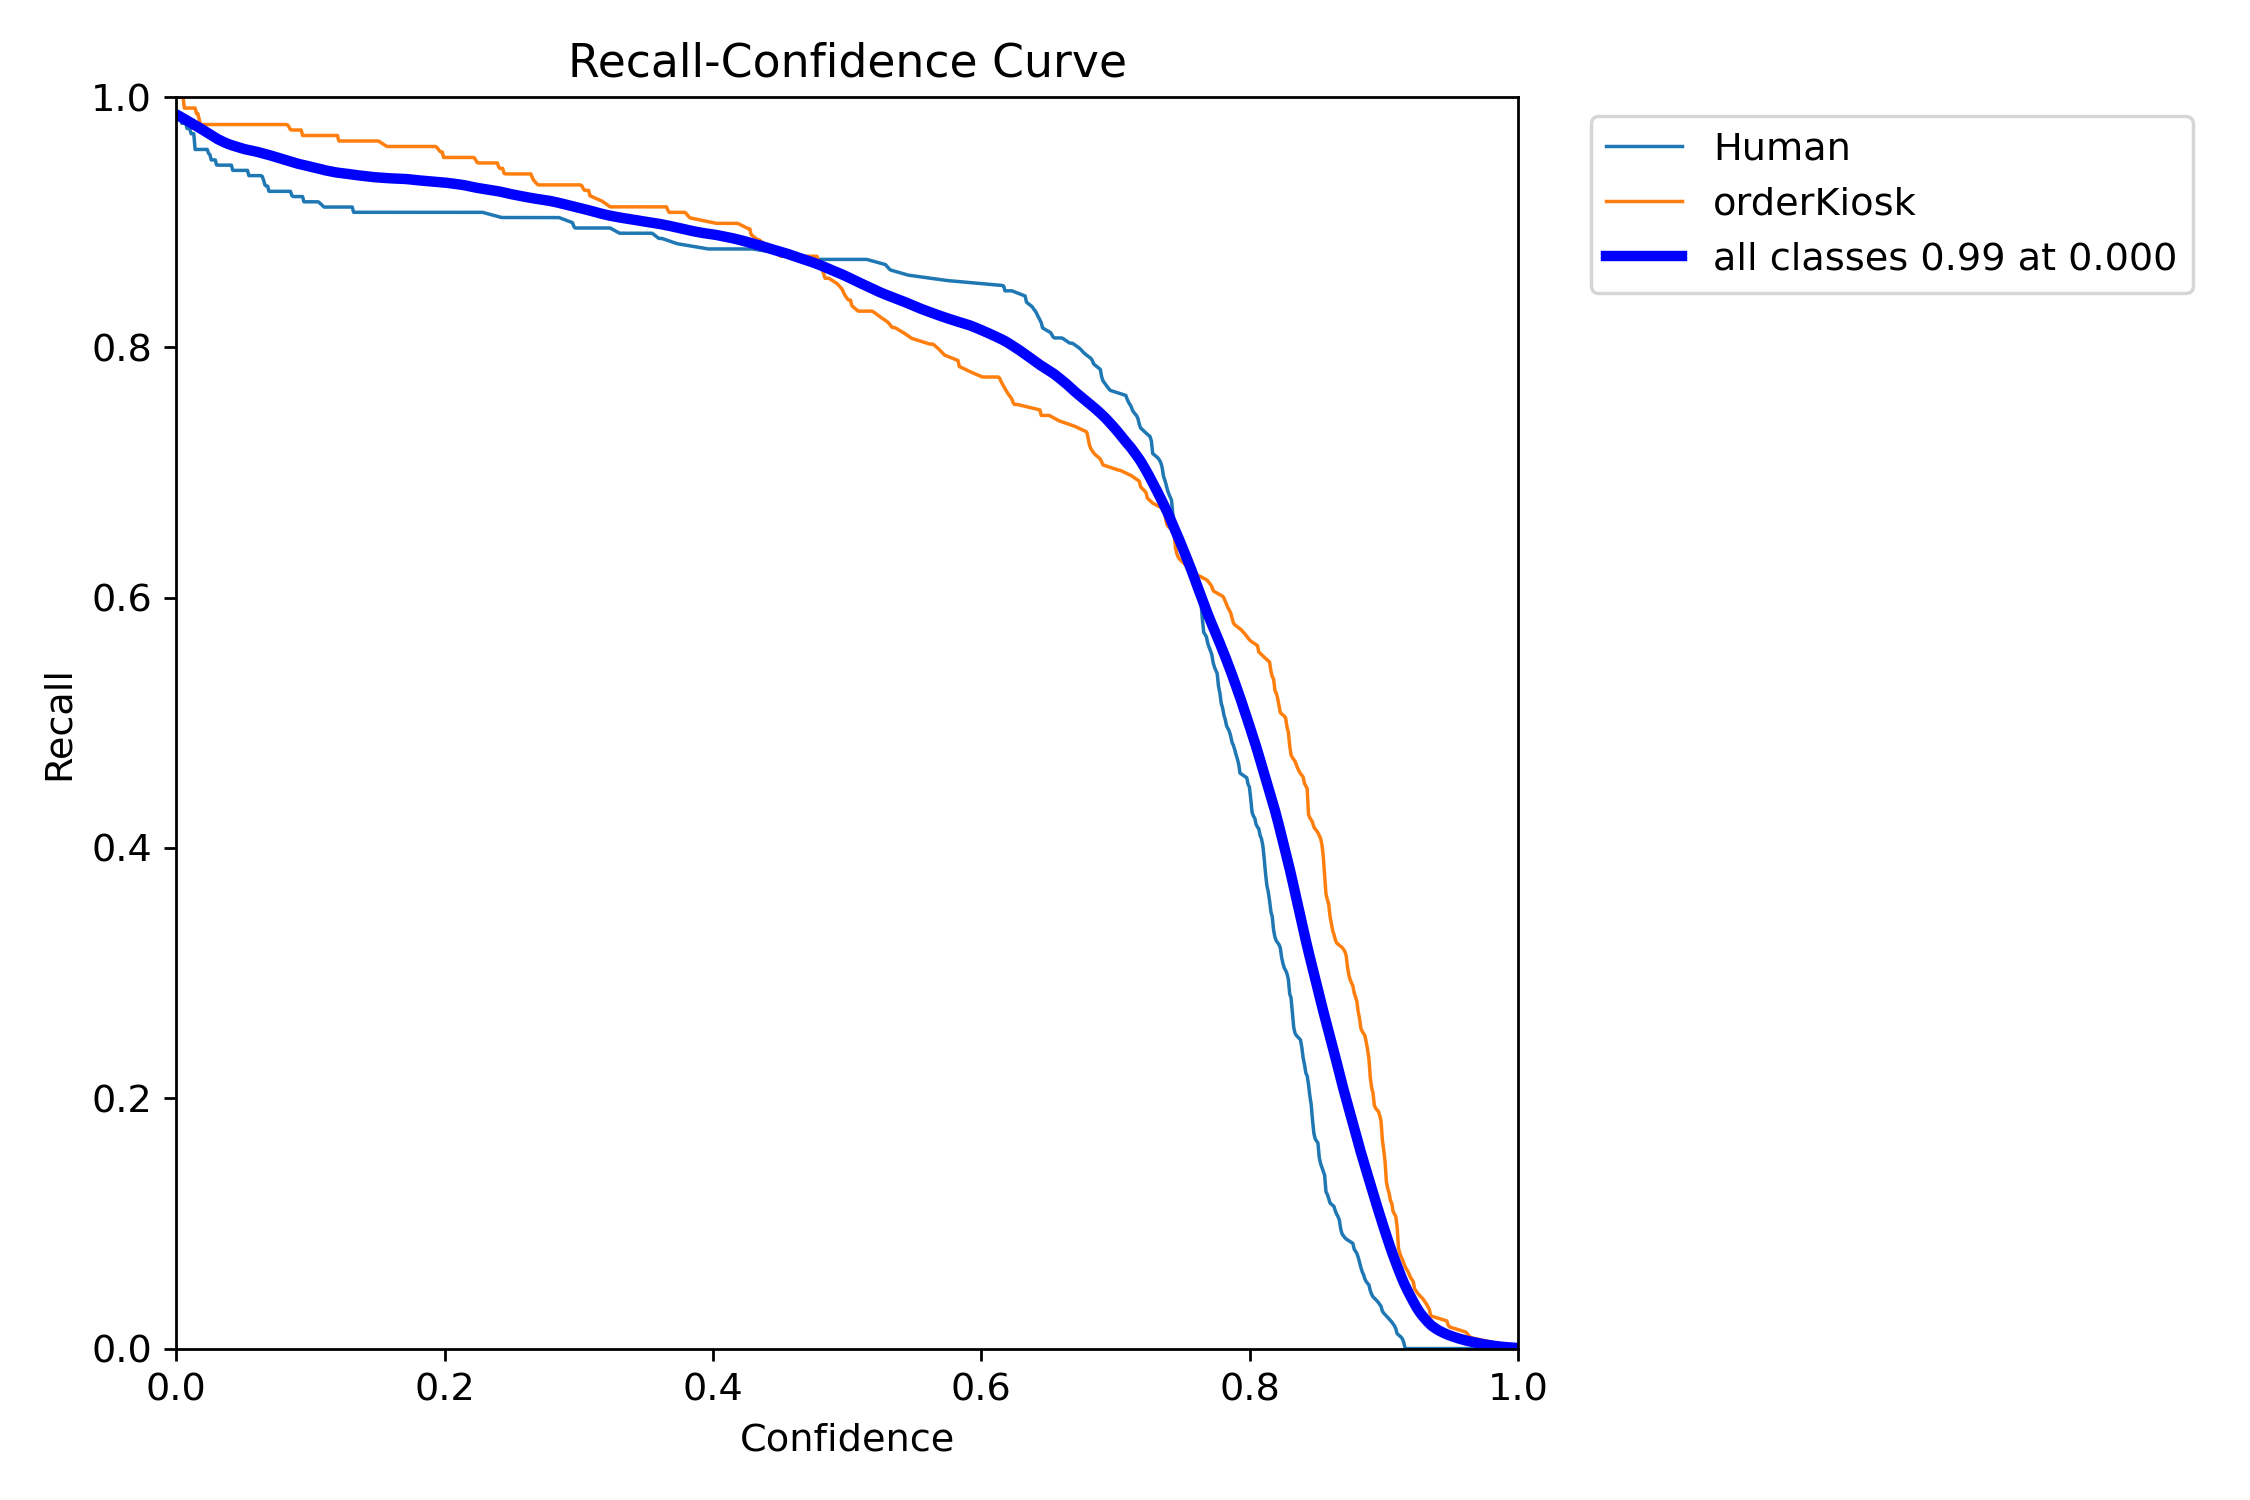 Recall-Confidence Curve
1.0
0.8
0.6
0.4
0.2
0.0
Recall
0.0 0.2 0.4 0.6 0.8 1.0
Confidence
Human
orderKiosk
all classes 0.99 at 0.000